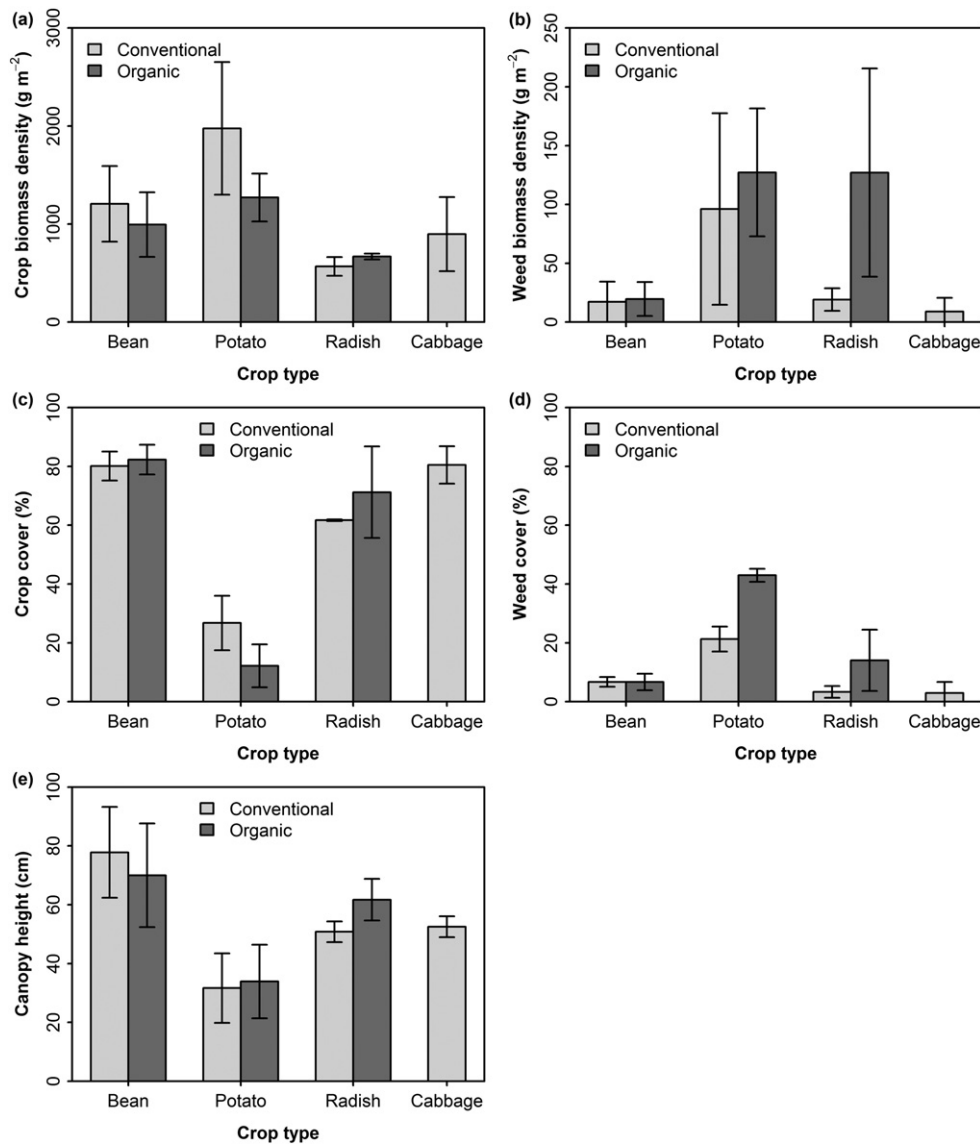 (a)
Crop biomass density (g m⁻²)
3000
2000
1000
0
Conventional
Organic
Bean Potato Radish Cabbage
Crop type
(b)
Weed biomass density (g m⁻²)
250
200
150
100
50
0
Conventional
Organic
Bean Potato Radish Cabbage
Crop type
(c)
Crop cover (%)
100
80
60
40
20
0
Conventional
Organic
Bean Potato Radish Cabbage
Crop type
(d)
Weed cover (%)
100
80
60
40
20
0
Conventional
Organic
Bean Potato Radish Cabbage
Crop type
(e)
Canopy height (cm)
100
80
60
40
20
0
Conventional
Organic
Bean Potato Radish Cabbage
Crop type